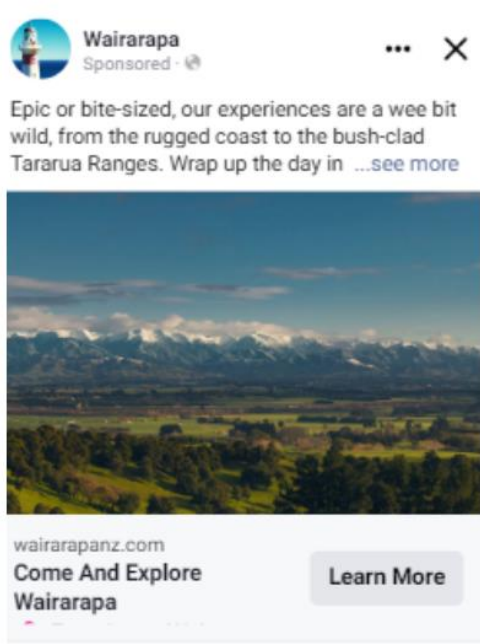 Wairarapa
Sponsored ·
Epic or bite-sized, our experiences are a wee bit
wild, from the rugged coast to the bush-clad
Tararua Ranges. Wrap up the day in ...see more
wairarapanz.com
Come And Explore
Wairarapa
Learn More